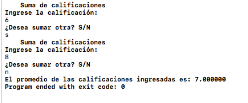 Suma de calificaciones
Ingrese la calificación:
6
¿Desea sumar otra? S/N
s
Suma de calificaciones
Ingrese la calificación:
8
¿Desea sumar otra? S/N
n
El promedio de las calificaciones ingresadas es: 7.000000
Program ended with exit code: 0